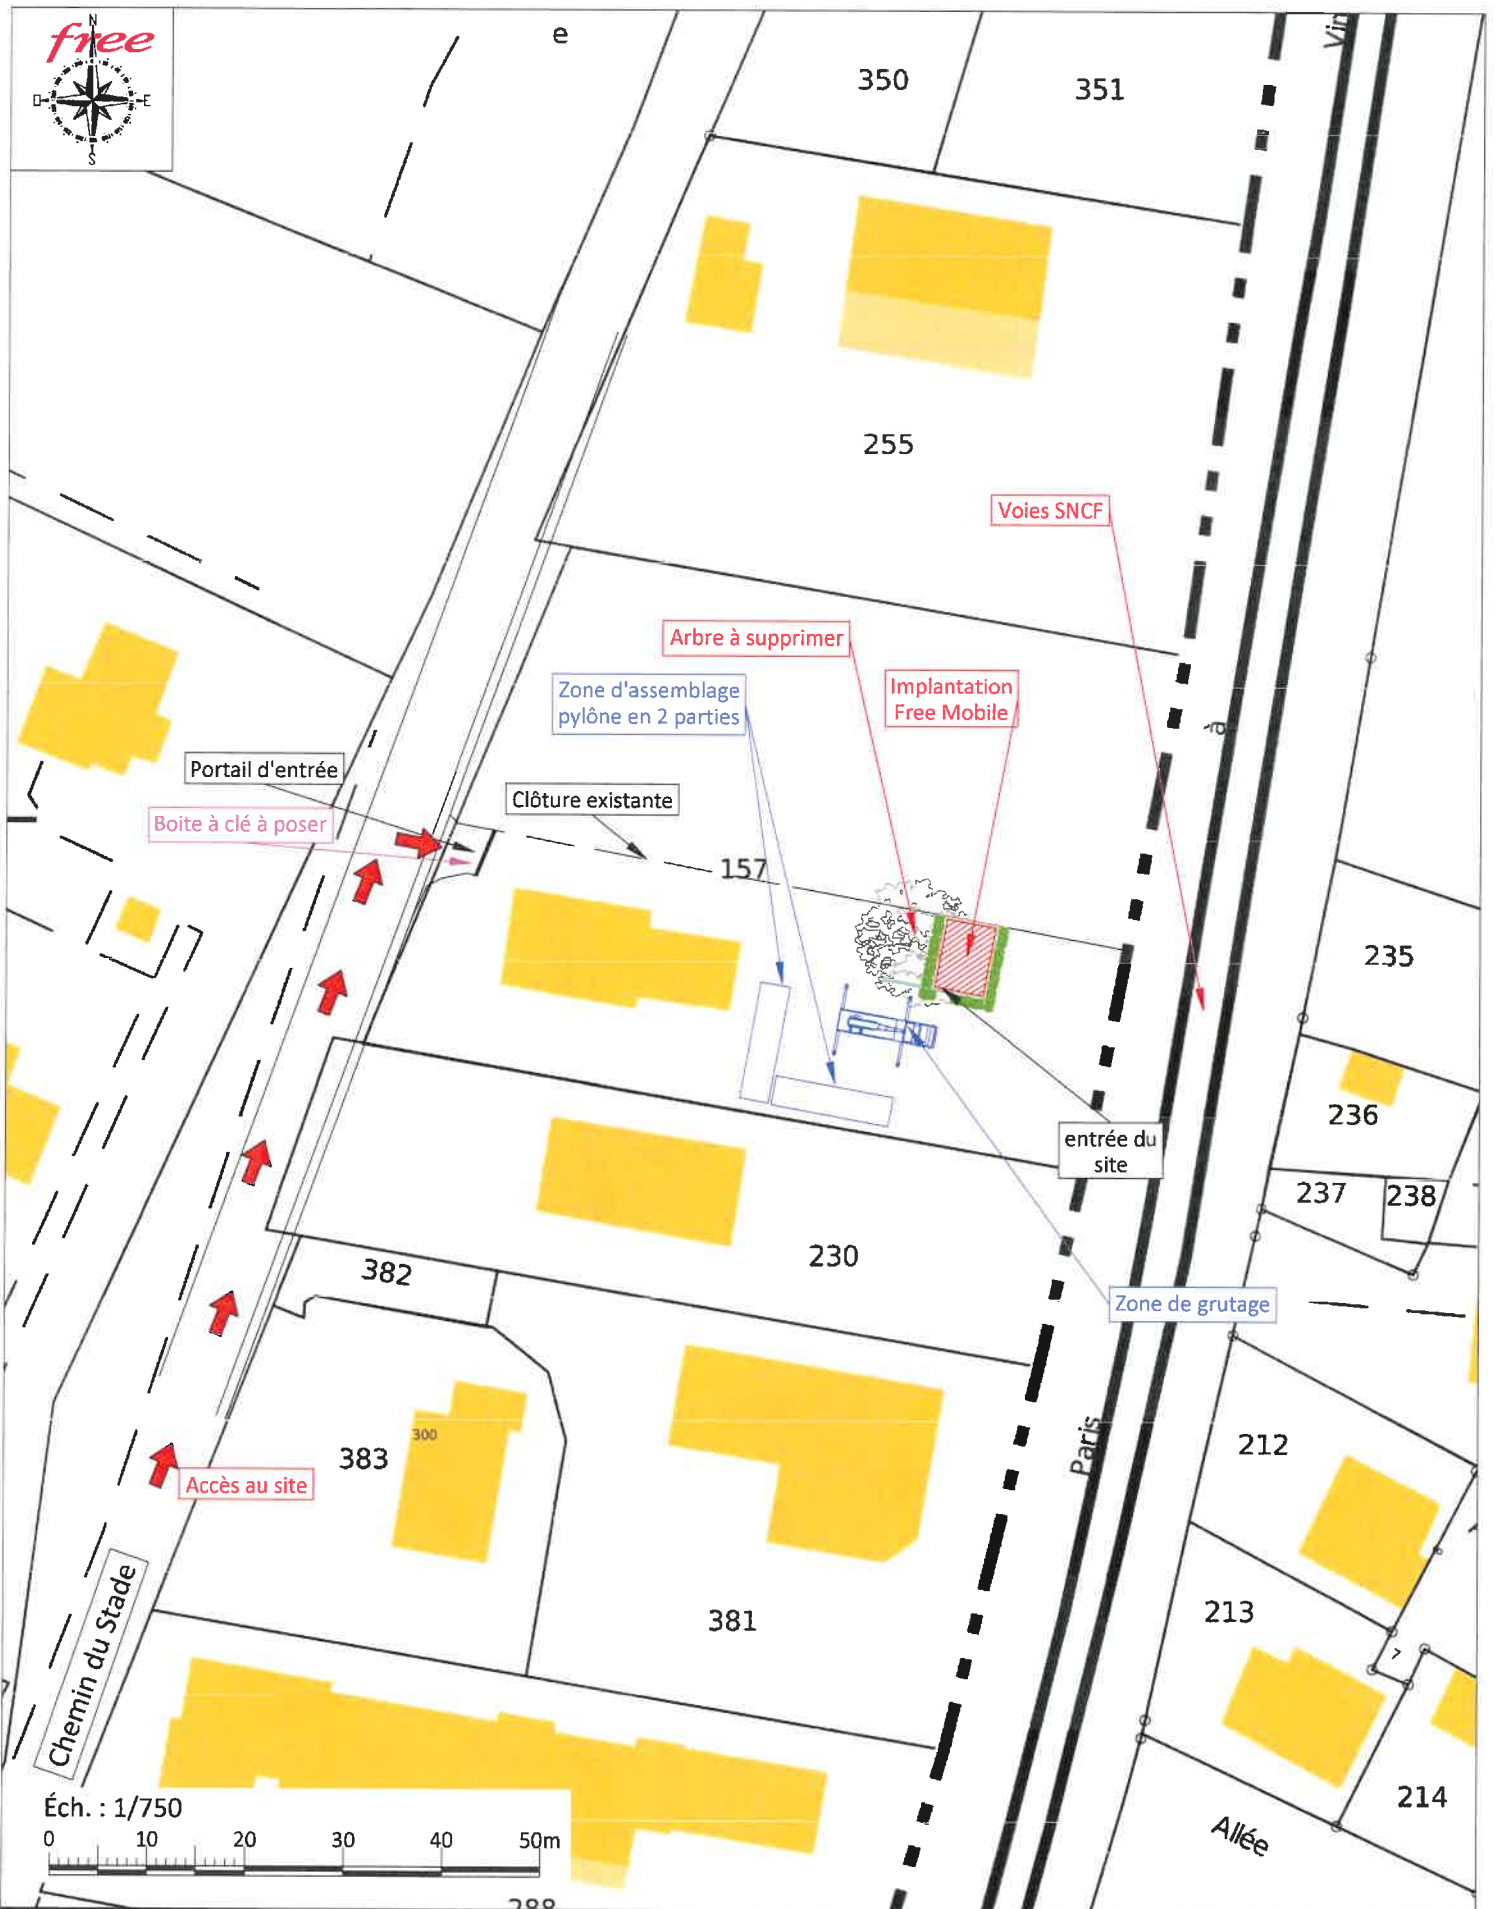 free
N
O
E
S
e
350
351
Vin
255
Voies SNCF
Arbre à supprimer
Zone d'assemblage
pylône en 2 parties
Implantation
Free Mobile
à
Portail d'entrée
Boite à clé à poser
Clôture existante
157
235
236
entrée du
site
237
238
230
382
Zone de grutage
300
383
Paris
212
Accès au site
Chemin du Stade
381
213
214
Allée
Éch. : 1/750
0 10 20 30 40 50m
288